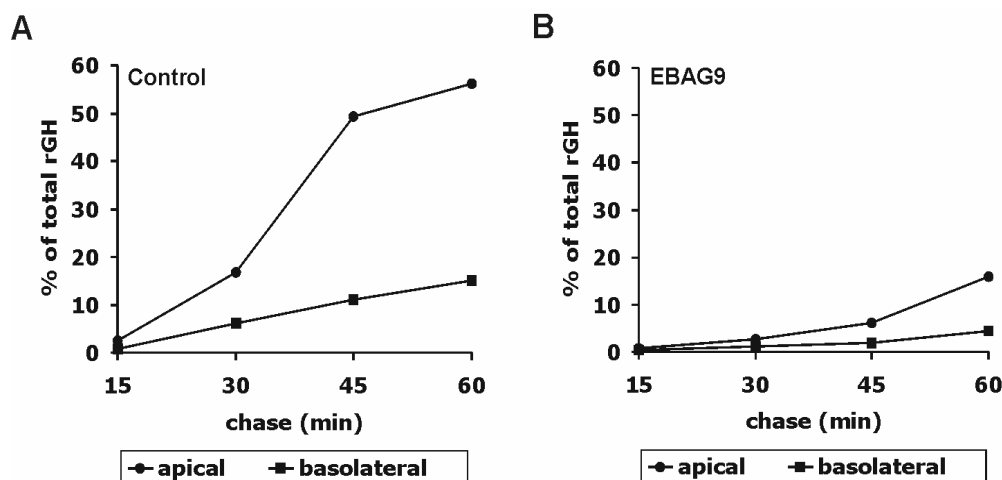 A
Control
60
50
40
30
20
10
0
% of total rGH
15 30 45 60
chase (min)
apical basolateral
B
EBAG9
60
50
40
30
20
10
0
% of total rGH
15 30 45 60
chase (min)
apical basolateral